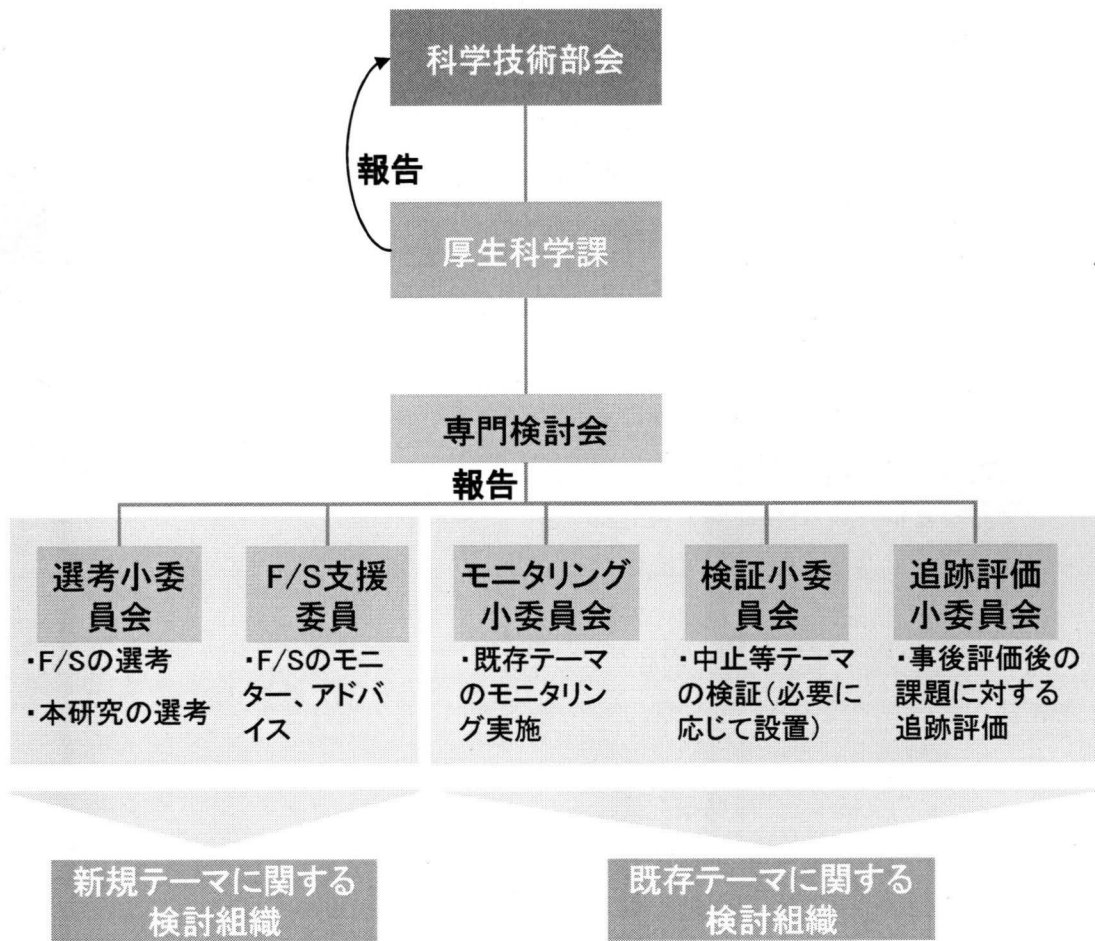 科学技術部会
報告
厚生科学課
専門検討会
報告
選考小委
員会
・F/Sの選考
・本研究の選考
F/S支援
委員
・F/Sのモニ
ター、アドバ
イス
モニタリング
小委員会
・既存テーマ
のモニタリン
グ実施
検証小委
員会
・中止等テーマ
の検証(必要に
応じて設置)
追跡評価
小委員会
・事後評価後の
課題に対する
追跡評価
新規テーマに関する
検討組織
既存テーマに関する
検討組織